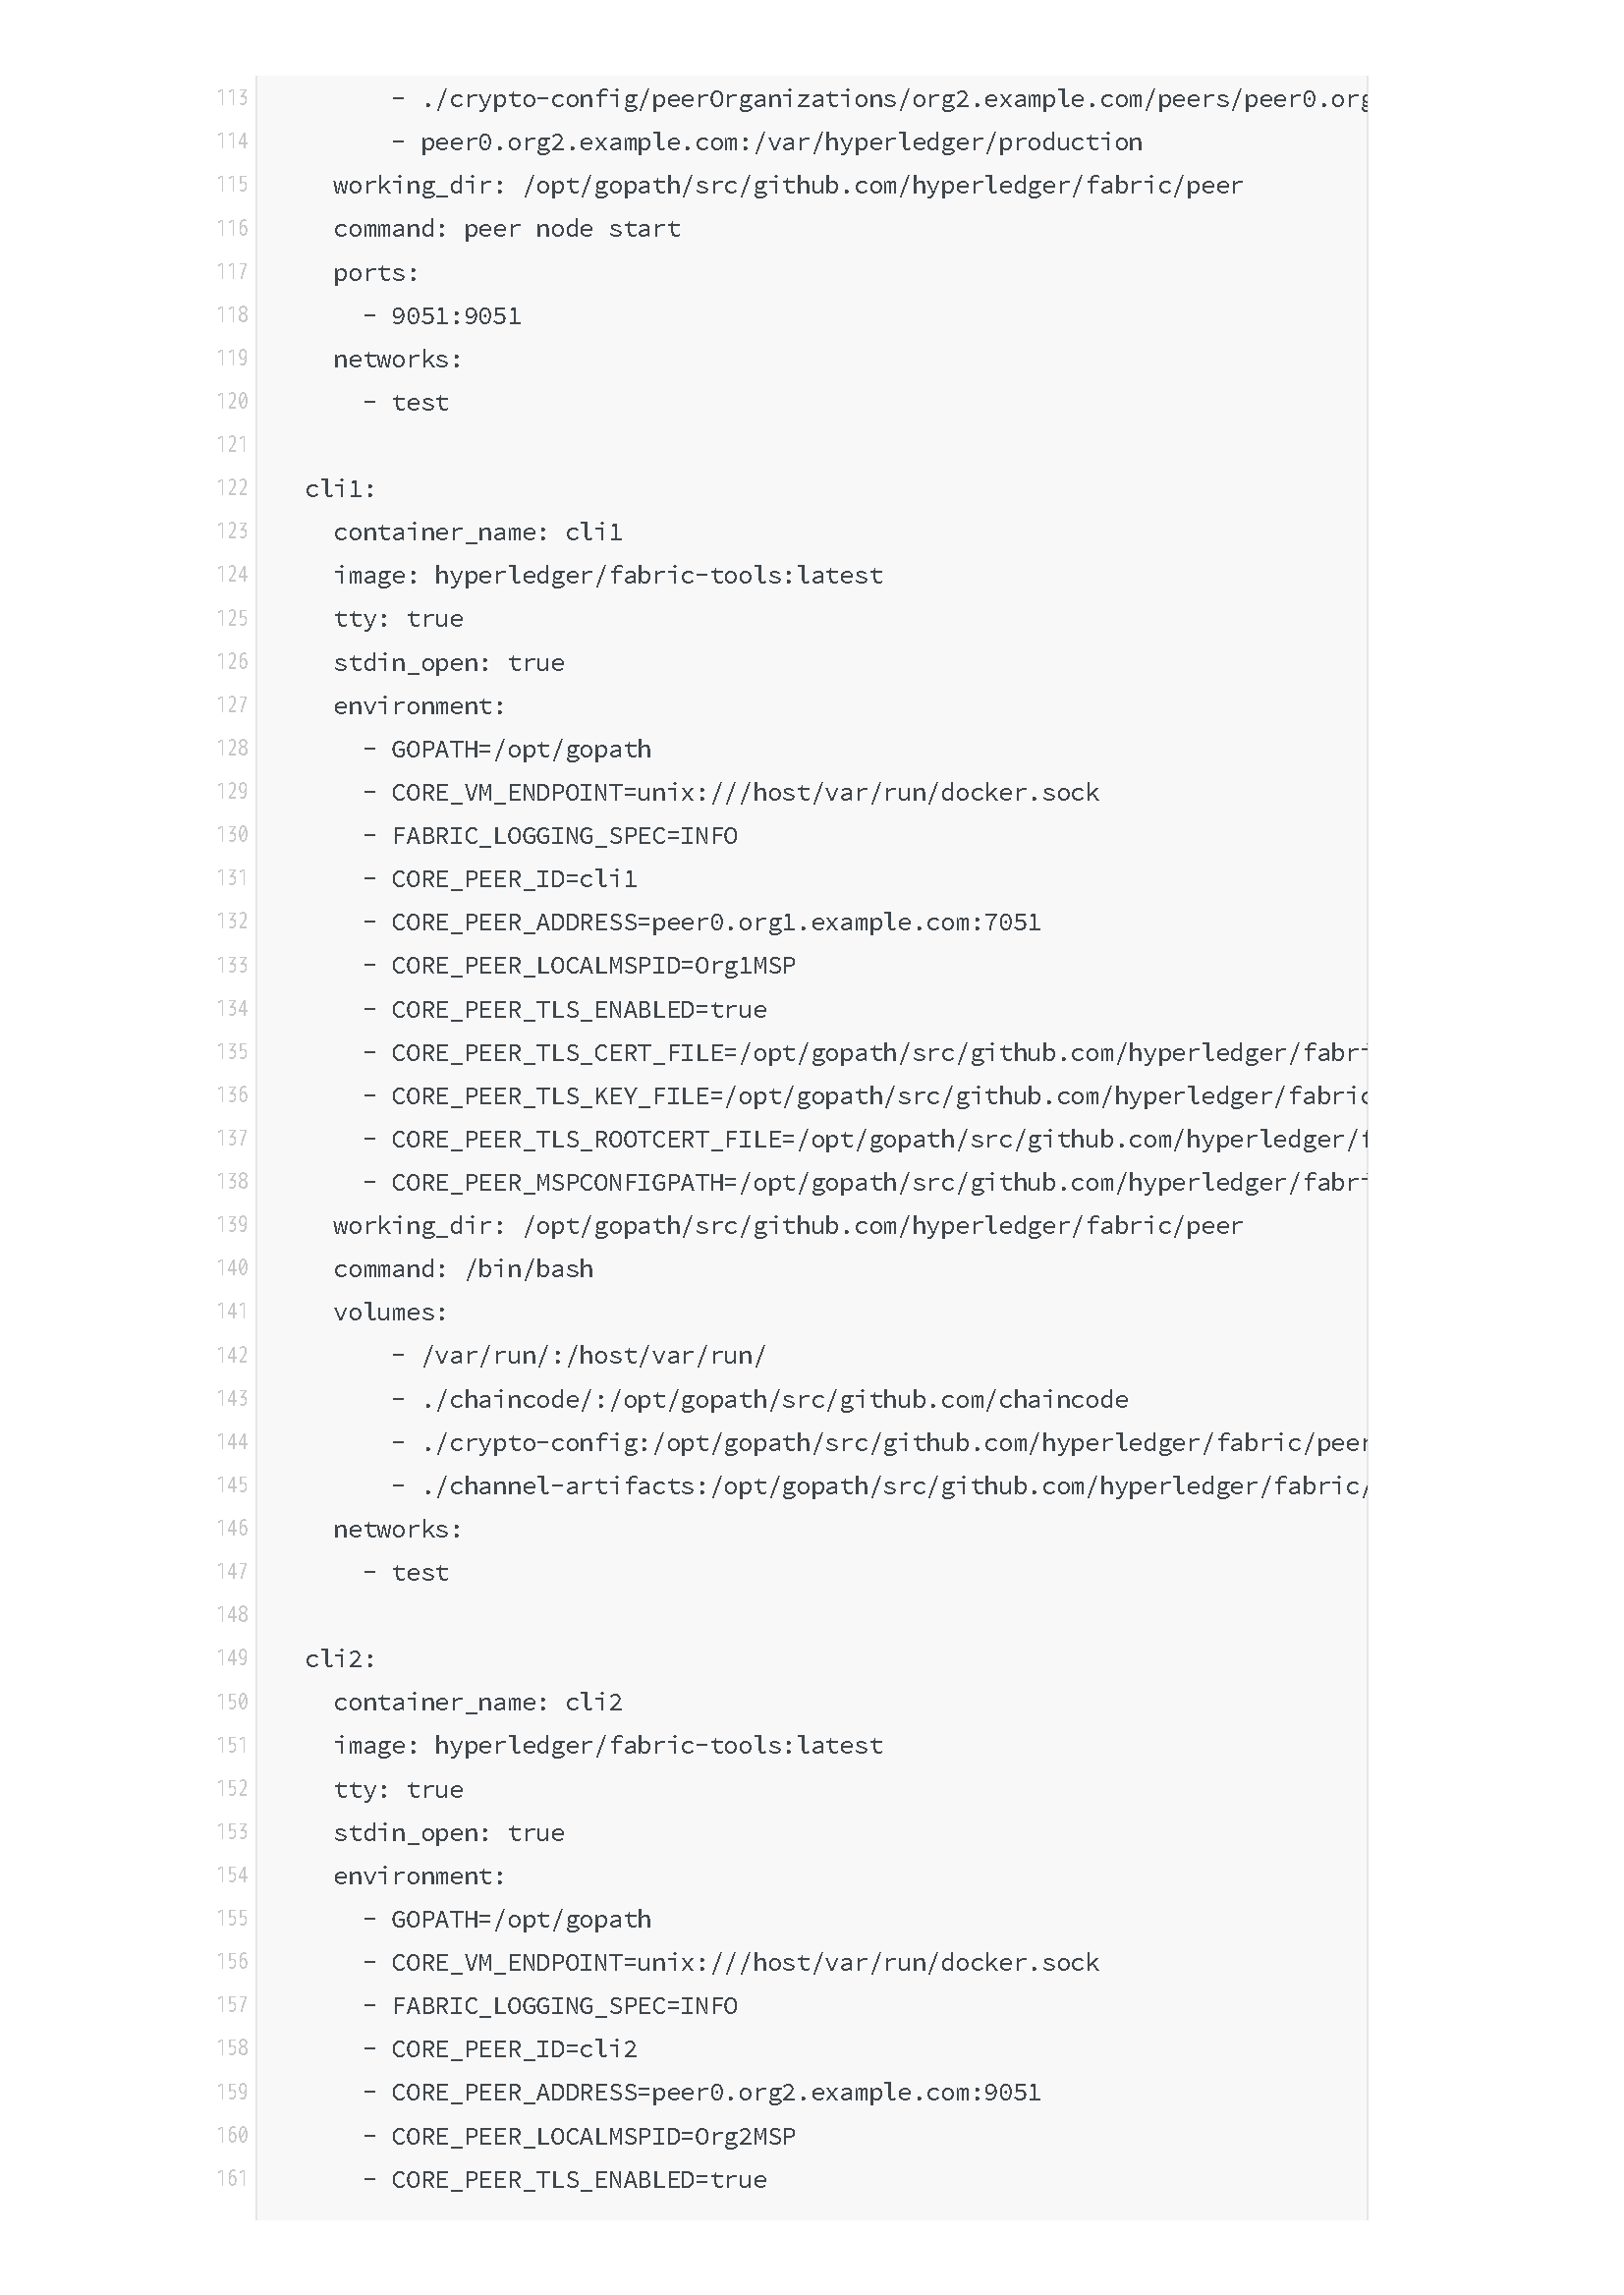 113 - ./crypto-config/peerOrganizations/org2.example.com/peers/peer0.org
114 - peer0.org2.example.com:/var/hyperledger/production
115 working_dir: /opt/gopath/src/github.com/hyperledger/fabric/peer
116 command: peer node start
117 ports:
118 - 9051:9051
119 networks:
120 - test
121
122 cli1:
123 container_name: cli1
124 image: hyperledger/fabric-tools:latest
125 tty: true
126 stdin_open: true
127 environment:
128 - GOPATH=/opt/gopath
129 - CORE_VM_ENDPOINT=unix:///host/var/run/docker.sock
130 - FABRIC_LOGGING_SPEC=INFO
131 - CORE_PEER_ID=cli1
132 - CORE_PEER_ADDRESS=peer0.org1.example.com:7051
133 - CORE_PEER_LOCALMSPID=Org1MSP
134 - CORE_PEER_TLS_ENABLED=true
135 - CORE_PEER_TLS_CERT_FILE=/opt/gopath/src/github.com/hyperledger/fabri
136 - CORE_PEER_TLS_KEY_FILE=/opt/gopath/src/github.com/hyperledger/fabric
137 - CORE_PEER_TLS_ROOTCERT_FILE=/opt/gopath/src/github.com/hyperledger/f
138 - CORE_PEER_MSPCONFIGPATH=/opt/gopath/src/github.com/hyperledger/fabri
139 working_dir: /opt/gopath/src/github.com/hyperledger/fabric/peer
140 command: /bin/bash
141 volumes:
142 - /var/run/:/host/var/run/
143 - ./chaincode/:/opt/gopath/src/github.com/chaincode
144 - ./crypto-config:/opt/gopath/src/github.com/hyperledger/fabric/peer
145 - ./channel-artifacts:/opt/gopath/src/github.com/hyperledger/fabric/
146 networks:
147 - test
148
149 cli2:
150 container_name: cli2
151 image: hyperledger/fabric-tools:latest
152 tty: true
153 stdin_open: true
154 environment:
155 - GOPATH=/opt/gopath
156 - CORE_VM_ENDPOINT=unix:///host/var/run/docker.sock
157 - FABRIC_LOGGING_SPEC=INFO
158 - CORE_PEER_ID=cli2
159 - CORE_PEER_ADDRESS=peer0.org2.example.com:9051
160 - CORE_PEER_LOCALMSPID=Org2MSP
161 - CORE_PEER_TLS_ENABLED=true